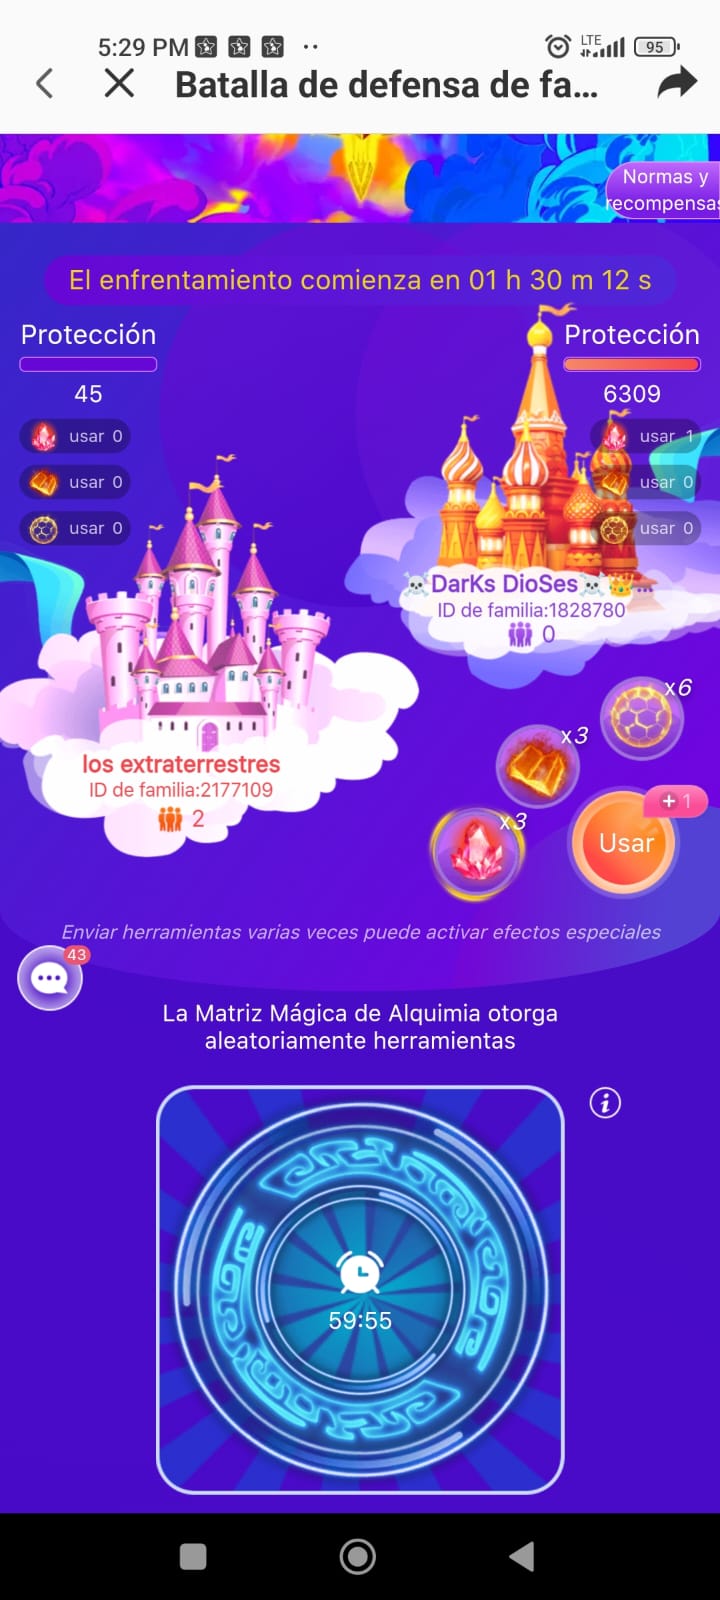 5:29 PM
LTE
95
Batalla de defensa de fa...
Normas y
recompensas
El enfrentamiento comienza en 01 h 30 m 12 s
Protección
45
usar 0
usar 0
usar 0
Protección
6309
usar 1
usar 0
usar 0
☠️DarKs DioSes☠️👑
ID de familia:1828780
0
los extraterrestres
ID de familia:2177109
2
x6
x3
x3
+ 1
Usar
Enviar herramientas varias veces puede activar efectos especiales
43
La Matriz Mágica de Alquimia otorga
aleatoriamente herramientas
i
59:55